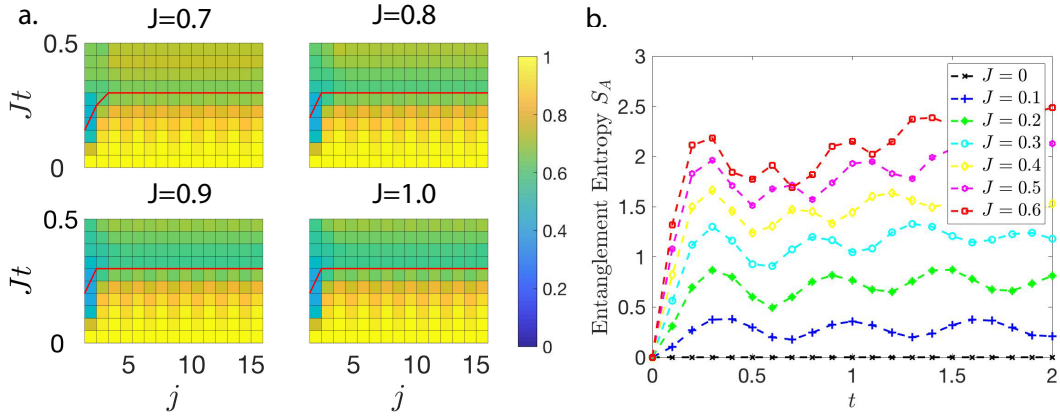 a.
J=0.7
J=0.8
0.5
Jt
0
J=0.9
J=1.0
0.5
Jt
0
5
10
15
5
10
15
j
j
1
0.8
0.6
0.4
0.2
0
b.
3
2.5
2
1.5
1
0.5
0
Entanglement Entropy S_A
0
0.5
1
1.5
2
t
J = 0
J = 0.1
J = 0.2
J = 0.3
J = 0.4
J = 0.5
J = 0.6